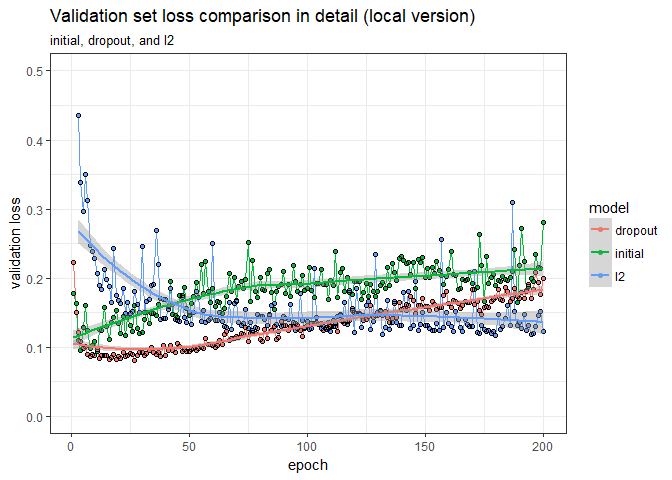 Validation set loss comparison in detail (local version)
initial, dropout, and l2
0.5
0.4
0.3
0.2
0.1
0.0
validation loss
0
50
100
150
200
epoch
model
dropout
initial
l2